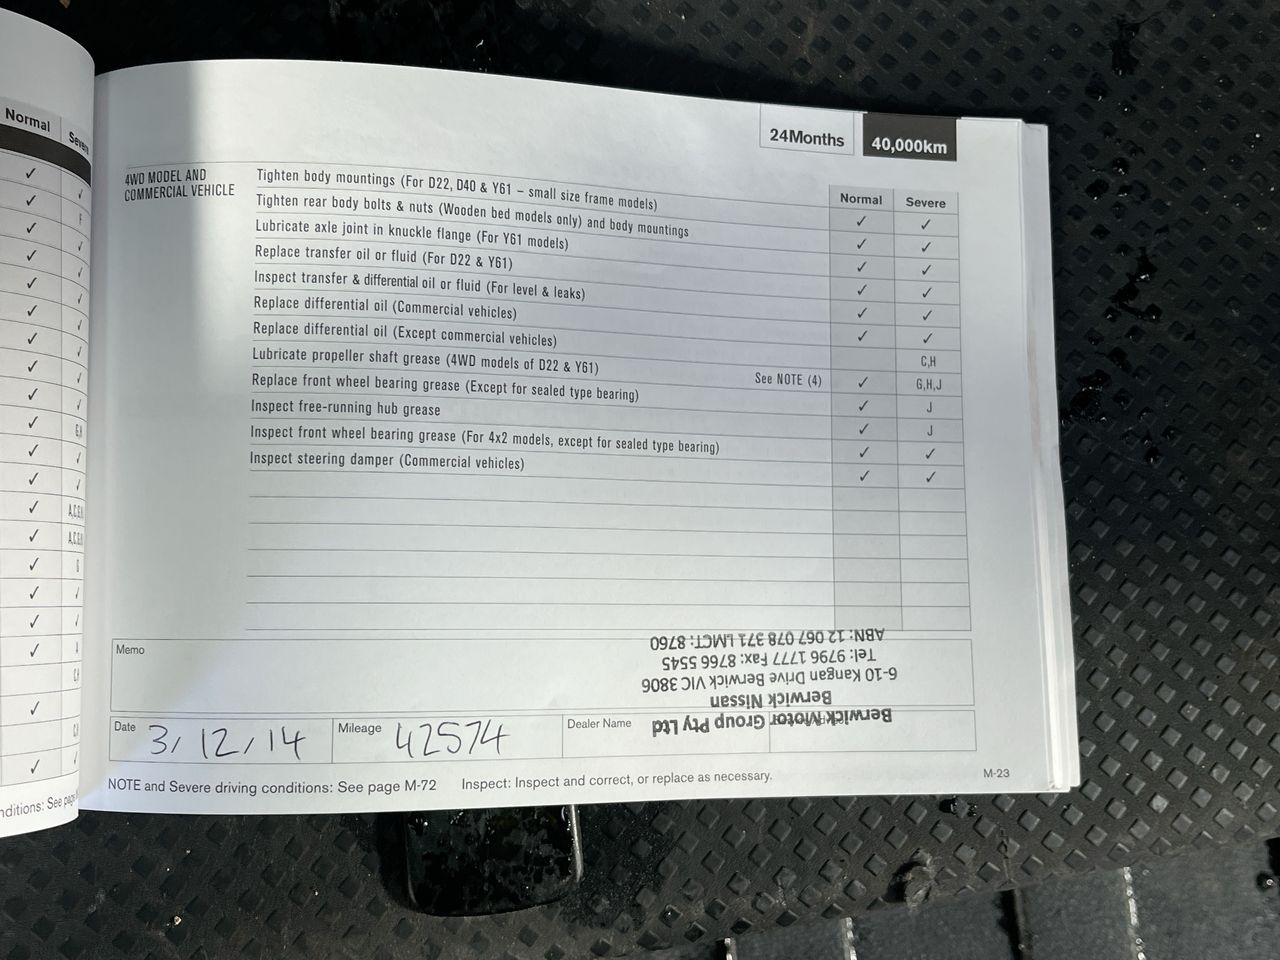 Normal
Severe
✓ ✓
✓ F
✓ ✓
✓ ✓
✓ ✓
✓ ✓
✓ ✓
✓ ✓
✓ ✓
✓ G,H
✓ ✓
✓ ✓
✓
✓
✓ G
✓ ✓
✓ ✓
✓
✓
✓ ✓
nditions: See page
24Months
40,000km
4WD MODEL AND
COMMERCIAL VEHICLE
Normal Severe
Tighten body mountings (For D22, D40 & Y61 – small size frame models) ✓ ✓
Tighten rear body bolts & nuts (Wooden bed models only) and body mountings ✓ ✓
Lubricate axle joint in knuckle flange (For Y61 models) ✓ ✓
Replace transfer oil or fluid (For D22 & Y61) ✓ ✓
Inspect transfer & differential oil or fluid (For level & leaks) ✓ ✓
Replace differential oil (Commercial vehicles) ✓ ✓
Replace differential oil (Except commercial vehicles) C,H
Lubricate propeller shaft grease (4WD models of D22 & Y61) See NOTE (4) ✓ G,H,J
Replace front wheel bearing grease (Except for sealed type bearing) ✓ J
Inspect free-running hub grease ✓ J
Inspect front wheel bearing grease (For 4x2 models, except for sealed type bearing) ✓ ✓
Inspect steering damper (Commercial vehicles) ✓ ✓
Memo
Berwick Motor Group Pty Ltd
Berwick Nissan
6-10 Kangan Drive Berwick VIC 3806
Tel: 9796 1777 Fax: 8766 5545
ABN: 12 067 078 371 LMCT: 8760
Date 3/12/14
Mileage 42574
Dealer Name
NOTE and Severe driving conditions: See page M-72 Inspect: Inspect and correct, or replace as necessary.
M-23